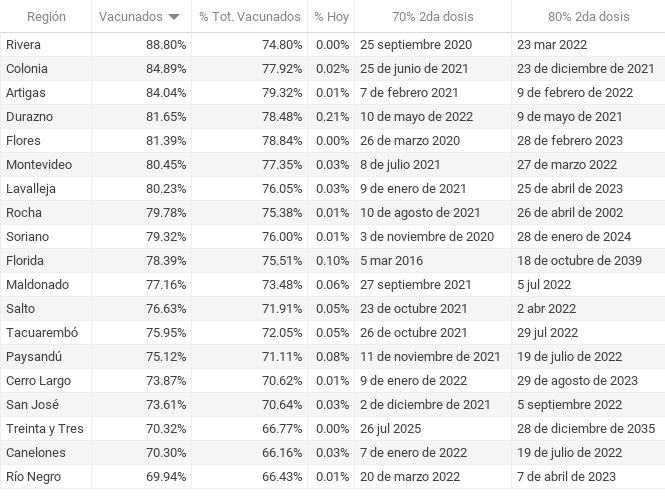 Región Vacunados % Tot. Vacunados % Hoy 70% 2da dosis 80% 2da dosis
Rivera 88.80% 74.80% 0.00% 25 septiembre 2020 23 mar 2022
Colonia 84.89% 77.92% 0.02% 25 de junio de 2021 23 de diciembre de 2021
Artigas 84.04% 79.32% 0.01% 7 de febrero 2021 9 de febrero de 2022
Durazno 81.65% 78.48% 0.21% 10 de mayo de 2022 9 de mayo de 2021
Flores 81.39% 78.84% 0.00% 26 de marzo 2020 28 de febrero 2023
Montevideo 80.45% 77.35% 0.03% 8 de julio 2021 27 de marzo 2022
Lavalleja 80.23% 76.05% 0.03% 9 de enero de 2021 25 de abril de 2023
Rocha 79.78% 75.38% 0.01% 10 de agosto de 2021 26 de abril de 2002
Soriano 79.32% 76.00% 0.01% 3 de noviembre de 2020 28 de enero de 2024
Florida 78.39% 75.51% 0.10% 5 mar 2016 18 de octubre de 2039
Maldonado 77.16% 73.48% 0.06% 27 septiembre 2021 5 jul 2022
Salto 76.63% 71.91% 0.05% 23 de octubre 2021 2 abr 2022
Tacuarembó 75.95% 72.05% 0.05% 26 de octubre 2021 29 jul 2022
Paysandú 75.12% 71.11% 0.08% 11 de noviembre de 2021 19 de julio de 2022
Cerro Largo 73.87% 70.62% 0.01% 9 de enero de 2022 29 de agosto de 2023
San José 73.61% 70.64% 0.03% 2 de diciembre de 2021 5 septiembre 2022
Treinta y Tres 70.32% 66.77% 0.00% 26 jul 2025 28 de diciembre de 2035
Canelones 70.30% 66.16% 0.03% 7 de enero de 2022 19 de julio de 2022
Río Negro 69.94% 66.43% 0.01% 20 de marzo 2022 7 de abril de 2023